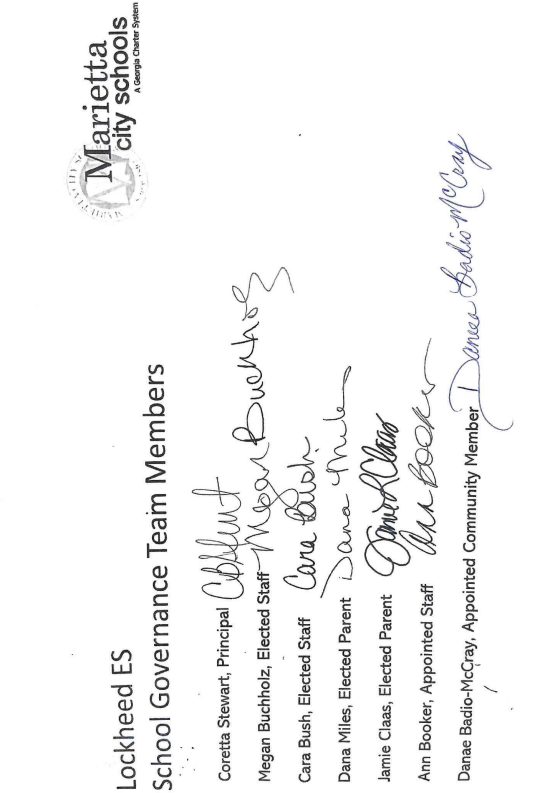 Marietta
city schools
A Georgia Charter System
Lockheed ES
School Governance Team Members
Coretta Stewart, Principal
Megan Buchholz, Elected Staff Megan Buchholz
Cara Bush, Elected Staff Cara Bush
Dana Miles, Elected Parent Dana Miles
Jamie Claas, Elected Parent Jamie R Claas
Ann Booker, Appointed Staff Ann Booker
Danae Badio-McCray, Appointed Community Member Danae Badio-McCray